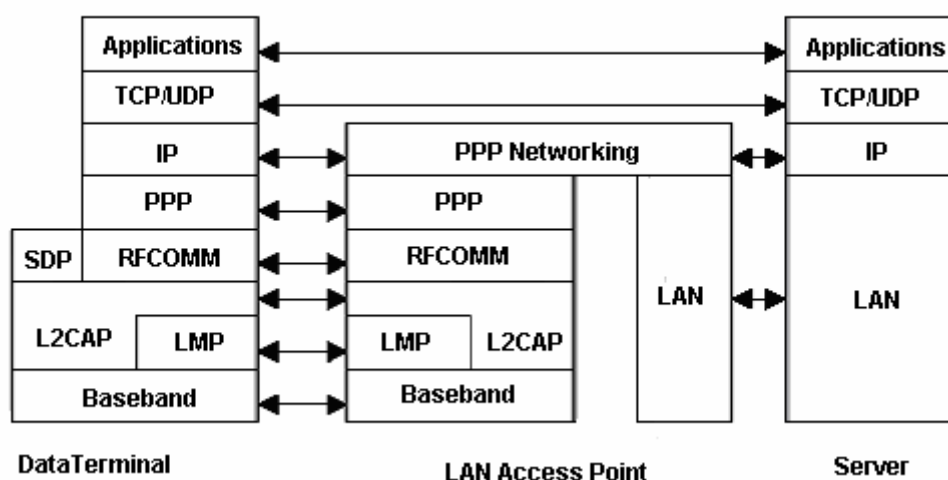 Applications
TCP/UDP
IP
PPP
SDP
RFCOMM
L2CAP
LMP
Baseband
DataTerminal
PPP Networking
PPP
RFCOMM
LMP
L2CAP
Baseband
LAN
LAN Access Point
Applications
TCP/UDP
IP
LAN
Server